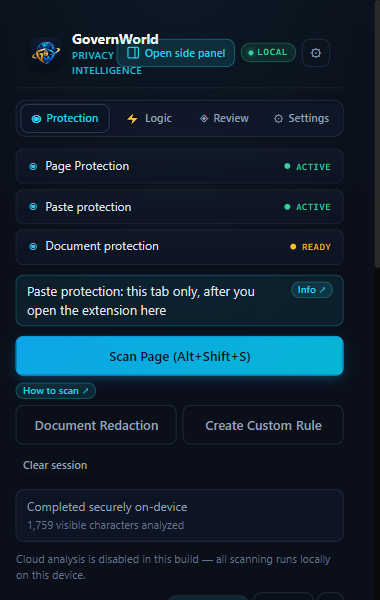 GovernWorld
PRIVACY
INTELLIGENCE
Open side panel
LOCAL
Protection
Logic
Review
Settings
Page Protection
ACTIVE
Paste protection
ACTIVE
Document protection
READY
Paste protection: this tab only, after you
open the extension here
Info ↗
Scan Page (Alt+Shift+S)
How to scan ↗
Document Redaction
Create Custom Rule
Clear session
Completed securely on-device
1,759 visible characters analyzed
Cloud analysis is disabled in this build — all scanning runs locally
on this device.